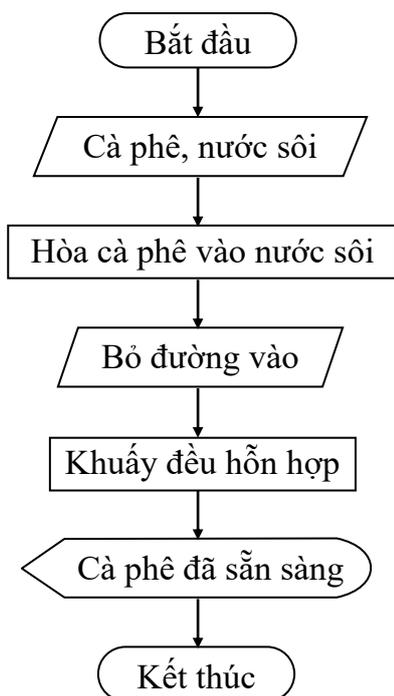 Bắt đầu
Cà phê, nước sôi
Hòa cà phê vào nước sôi
Bỏ đường vào
Khuấy đều hỗn hợp
Cà phê đã sẵn sàng
Kết thúc